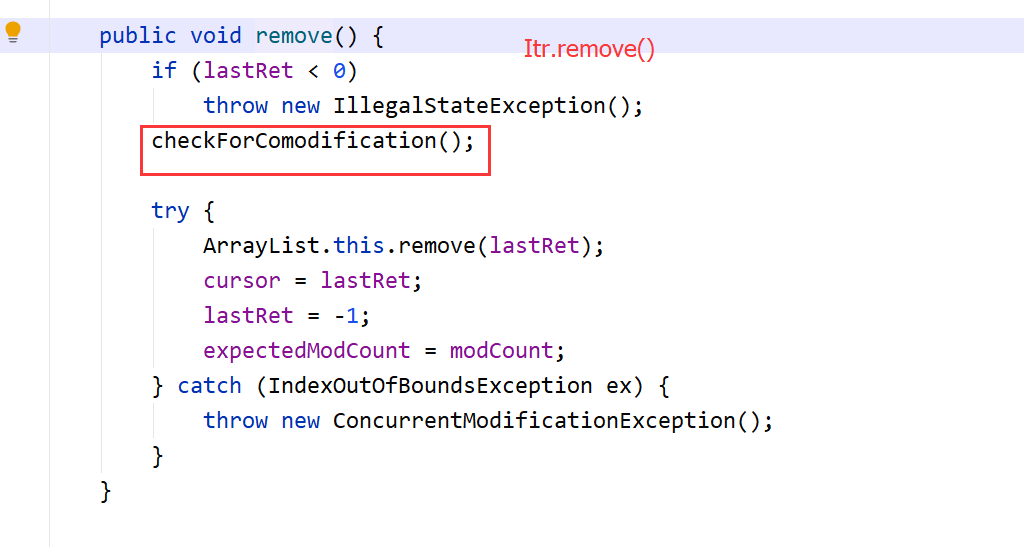 public void remove() {
Itr.remove()
if (lastRet < 0)
throw new IllegalStateException();
checkForComodification();
try {
ArrayList.this.remove(lastRet);
cursor = lastRet;
lastRet = -1;
expectedModCount = modCount;
} catch (IndexOutOfBoundsException ex) {
throw new ConcurrentModificationException();
}
}